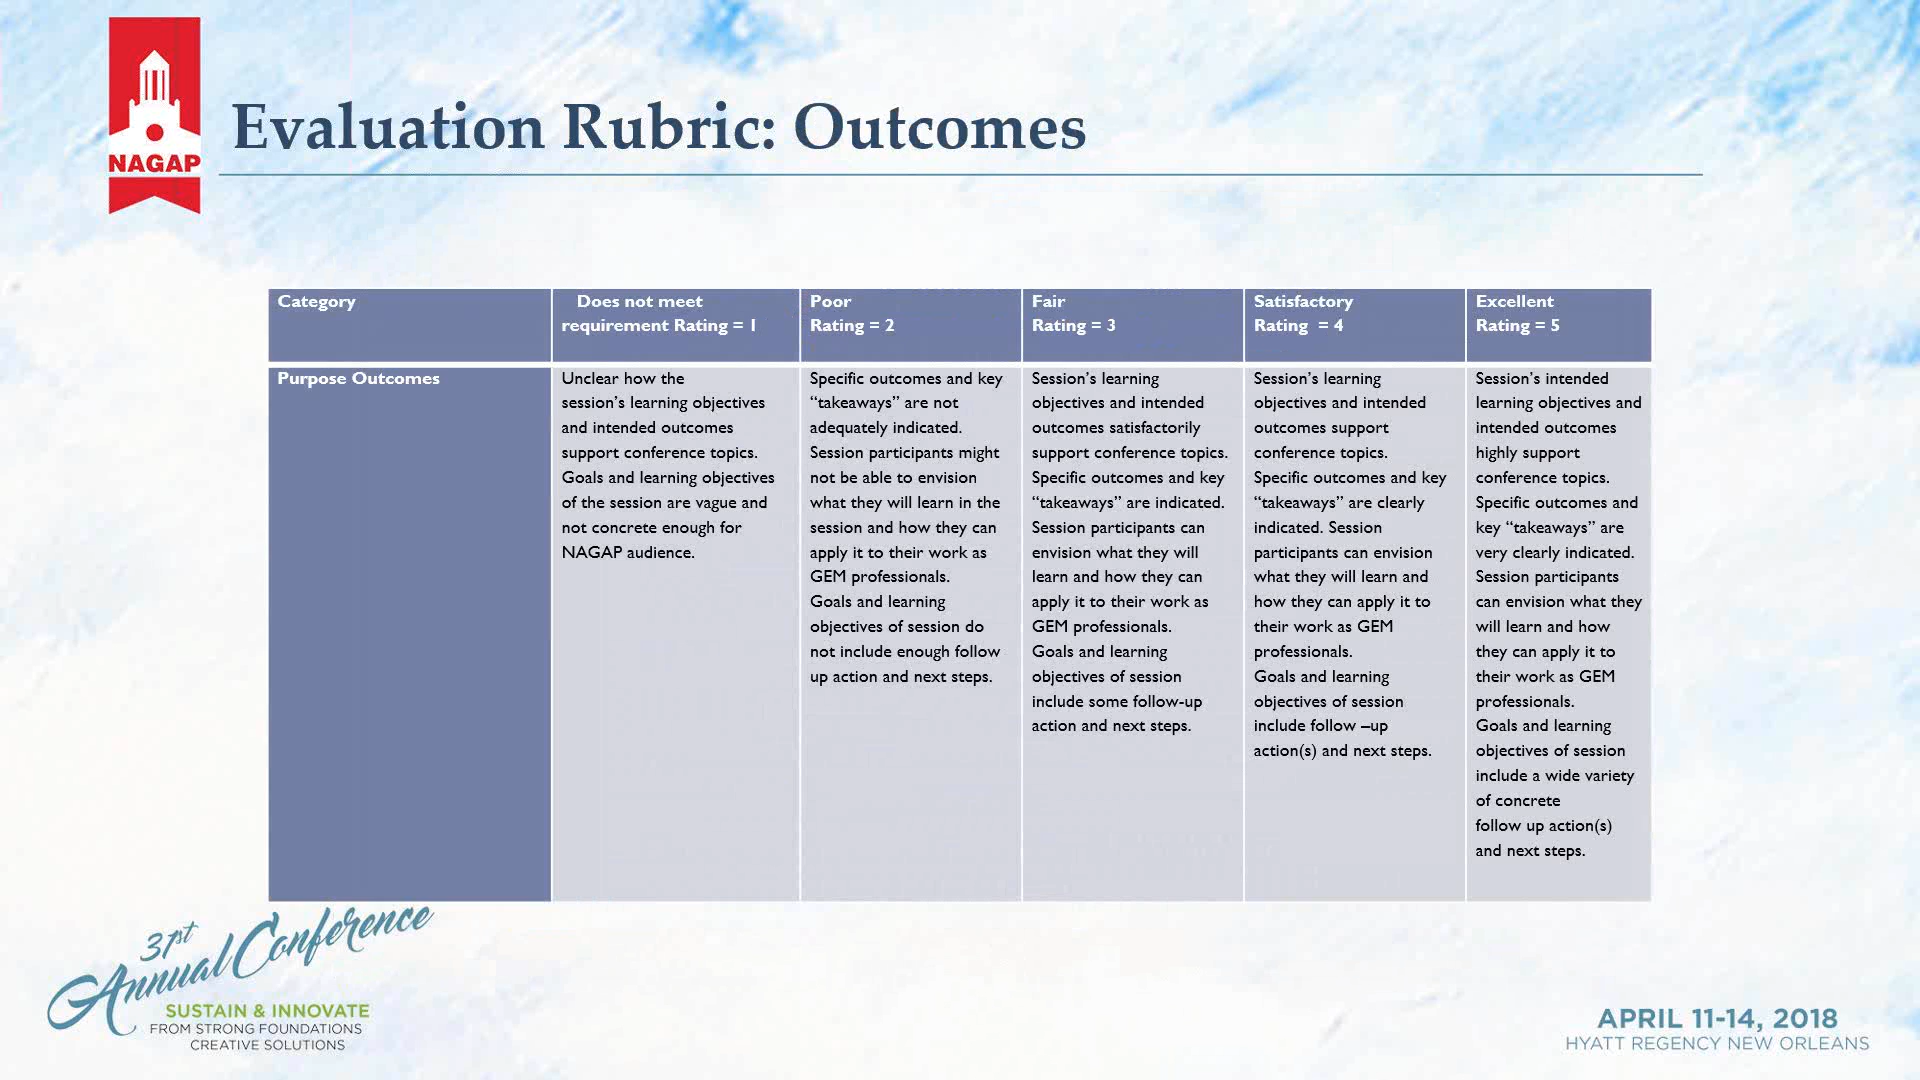 NAGAP
Evaluation Rubric: Outcomes
Category
Does not meet
requirement Rating = 1
Poor
Rating = 2
Fair
Rating = 3
Satisfactory
Rating = 4
Excellent
Rating = 5
Purpose Outcomes
Unclear how the
session’s learning objectives
and intended outcomes
support conference topics.
Goals and learning objectives
of the session are vague and
not concrete enough for
NAGAP audience.
Specific outcomes and key
“takeaways” are not
adequately indicated.
Session participants might
not be able to envision
what they will learn in the
session and how they can
apply it to their work as
GEM professionals.
Goals and learning
objectives of session do
not include enough follow
up action and next steps.
Session’s learning
objectives and intended
outcomes satisfactorily
support conference topics.
Specific outcomes and key
“takeaways” are indicated.
Session participants can
envision what they will
learn and how they can
apply it to their work as
GEM professionals.
Goals and learning
objectives of session
include some follow-up
action and next steps.
Session’s learning
objectives and intended
outcomes support
conference topics.
Specific outcomes and key
“takeaways” are clearly
indicated. Session
participants can envision
what they will learn and
how they can apply it to
their work as GEM
professionals.
Goals and learning
objectives of session
include follow –up
action(s) and next steps.
Session’s intended
learning objectives and
intended outcomes
highly support
conference topics.
Specific outcomes and
key “takeaways” are
very clearly indicated.
Session participants
can envision what they
will learn and how
they can apply it to
their work as GEM
professionals.
Goals and learning
objectives of session
include a wide variety
of concrete
follow up action(s)
and next steps.
31st
Annual Conference
SUSTAIN & INNOVATE
FROM STRONG FOUNDATIONS
CREATIVE SOLUTIONS
APRIL 11-14, 2018
HYATT REGENCY NEW ORLEANS